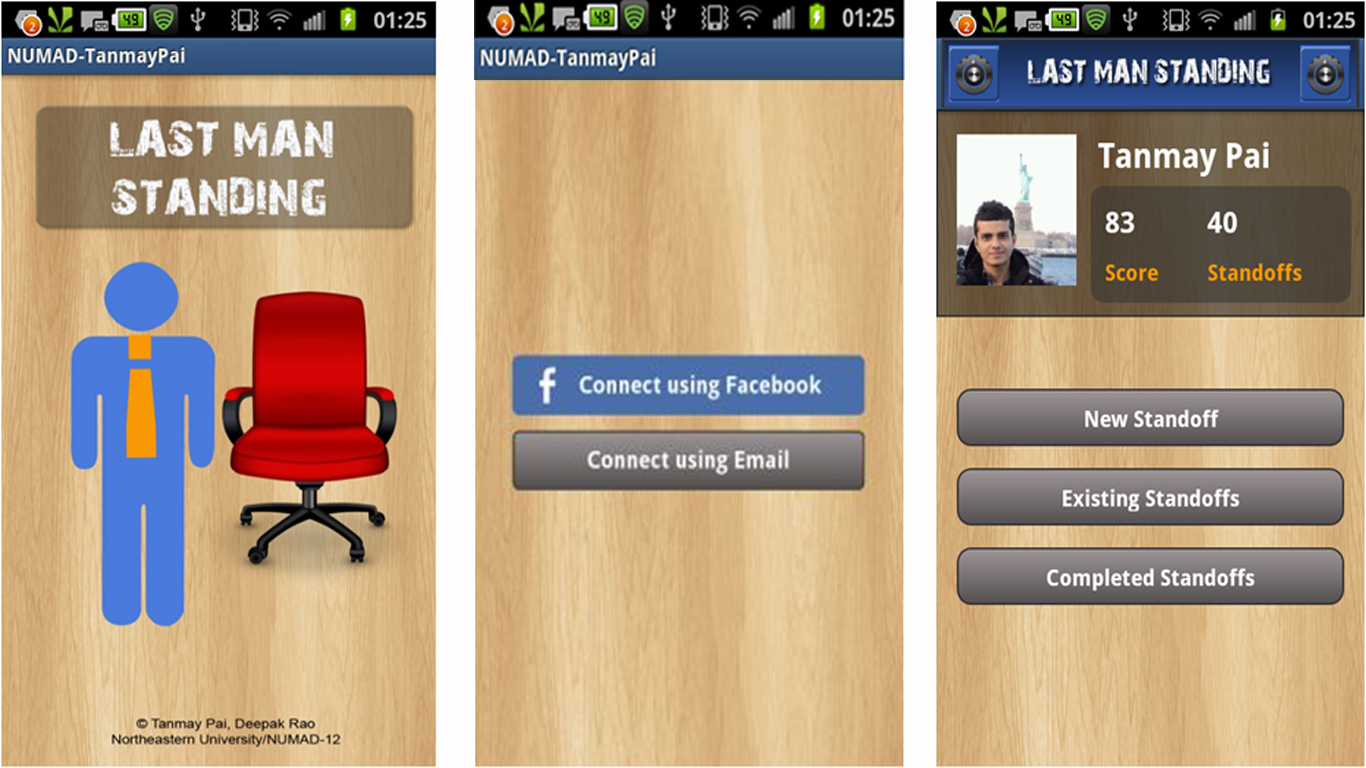 49
2
01:25
NUMAD-TanmayPai
LAST MAN
STANDING
© Tanmay Pai, Deepak Rao
Northeastern University/NUMAD-12
2
49
01:25
NUMAD-TanmayPai
f Connect using Facebook
Connect using Email
2
49
01:25
LAST MAN STANDING
Tanmay Pai
83 40
Score Standoffs
New Standoff
Existing Standoffs
Completed Standoffs